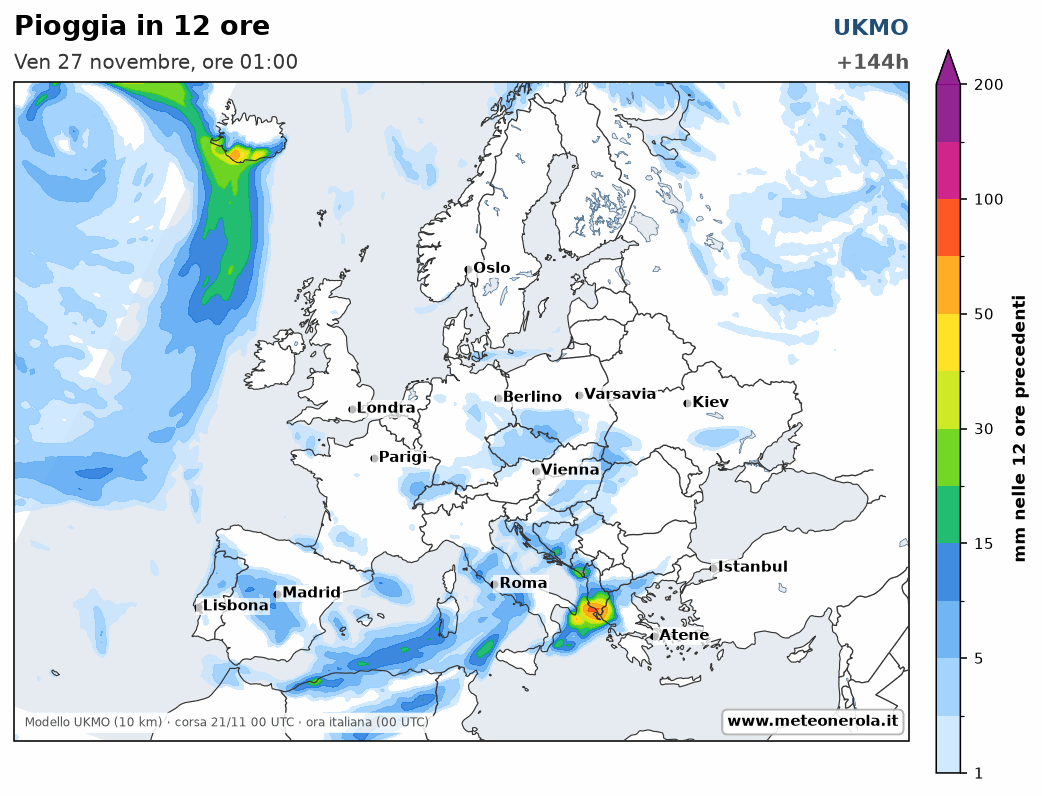 Pioggia in 12 ore
UKMO
Ven 27 novembre, ore 01:00
+144h
200
100
50
30
15
5
1
mm nelle 12 ore precedenti
Oslo
Londra
Berlino
Varsavia
Kiev
Parigi
Vienna
Istanbul
Roma
Madrid
Lisbona
Atene
Modello UKMO (10 km) · corsa 21/11 00 UTC · ora italiana (00 UTC)
www.meteonerola.it